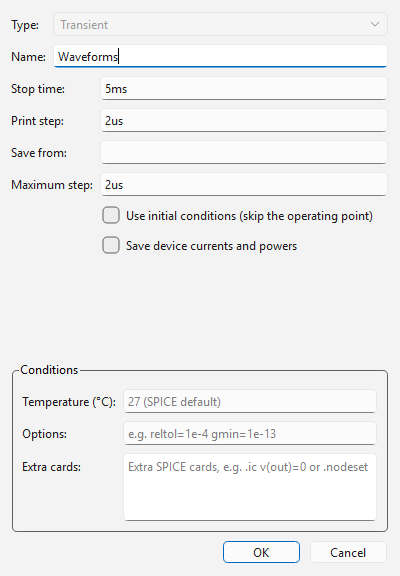 Type: Transient
Name: Waveforms
Stop time: 5ms
Print step: 2us
Save from:
Maximum step: 2us
Use initial conditions (skip the operating point)
Save device currents and powers
Conditions
Temperature (°C): 27 (SPICE default)
Options: e.g. reltol=1e-4 gmin=1e-13
Extra cards: Extra SPICE cards, e.g. .ic v(out)=0 or .nodeset
OK Cancel